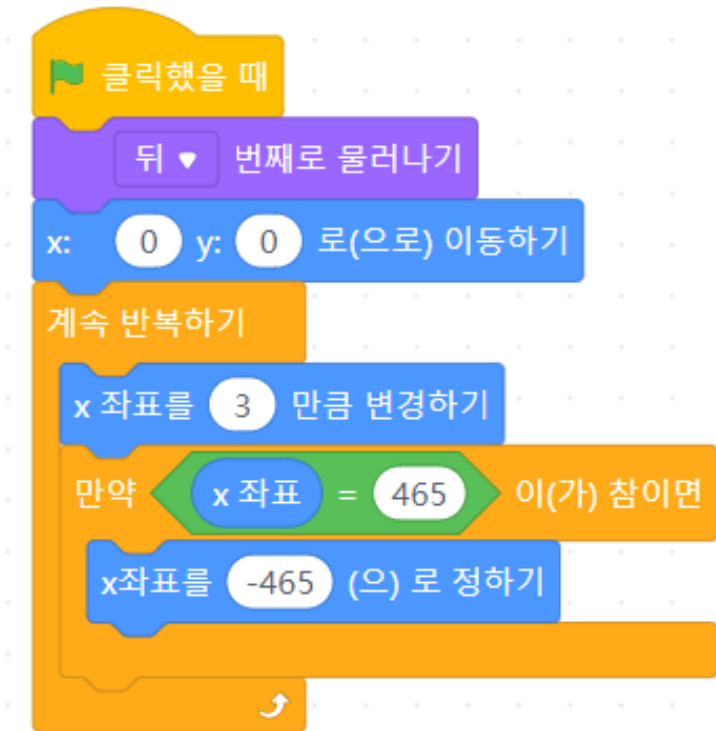 클릭했을 때
뒤 번째로 물러나기
x: 0 y: 0 로(으로) 이동하기
계속 반복하기
x 좌표를 3 만큼 변경하기
만약 x 좌표 = 465 이(가) 참이면
x좌표를 -465 (으) 로 정하기